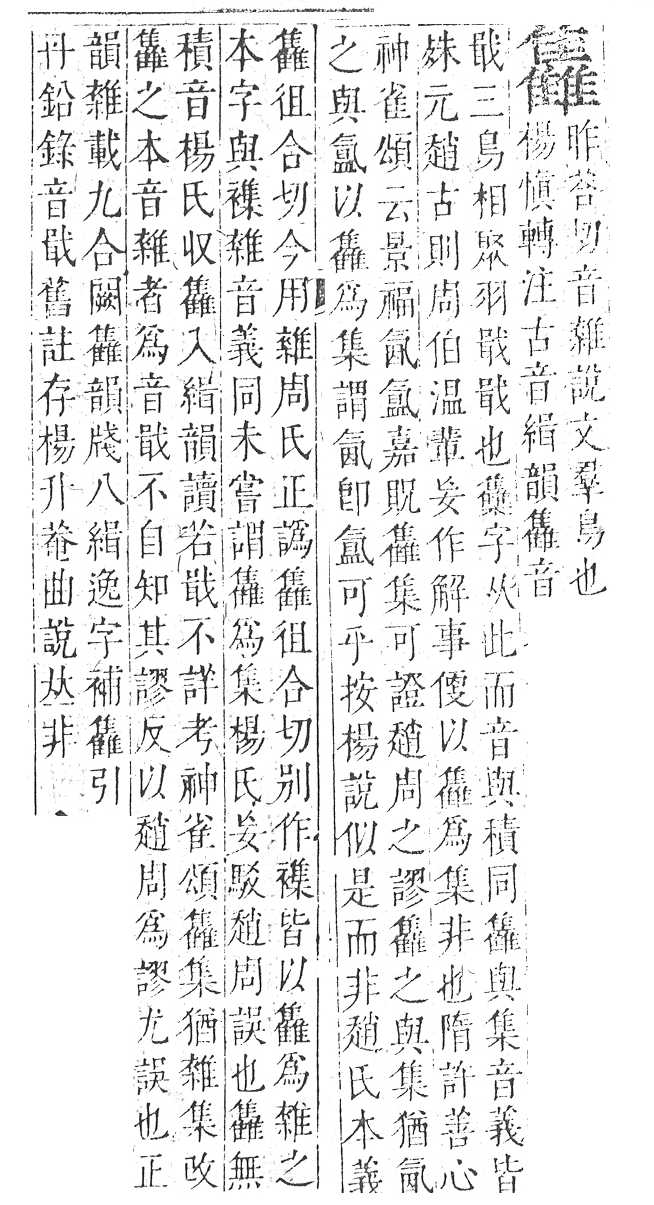 雥
昨荅切音雜說文羣鳥也
楊慎轉注古音緝韻雥音
戢三鳥相聚羽戢戢也雧字从此而音與積同雥與集音義皆
殊元趙古則周伯温輩妄作解事傻以雥爲集非也隋許善心
神雀頌云景福氤氲嘉貺雥集可證趙周之謬雥之與集猶氤
之與氲以雥爲集謂氤卽氲可乎按楊說似是而非趙氏本義
雥徂合切今用雜周氏正譌雥徂合切别作襍皆以雥爲雜之
本字與襍雜音義同未嘗謂雥爲集楊氏妄駁趙周誤也雥無
積音楊氏収雥入緝韻讀若戢不詳考神雀頌雥集猶雜集改
雥之本音雜者爲音戢不自知其謬反以趙周爲謬尤誤也正
韻雜載九合闕雥韻牋八緝逸字補雥引
丹鉛錄音戢舊註存楊升菴曲說𠀤非